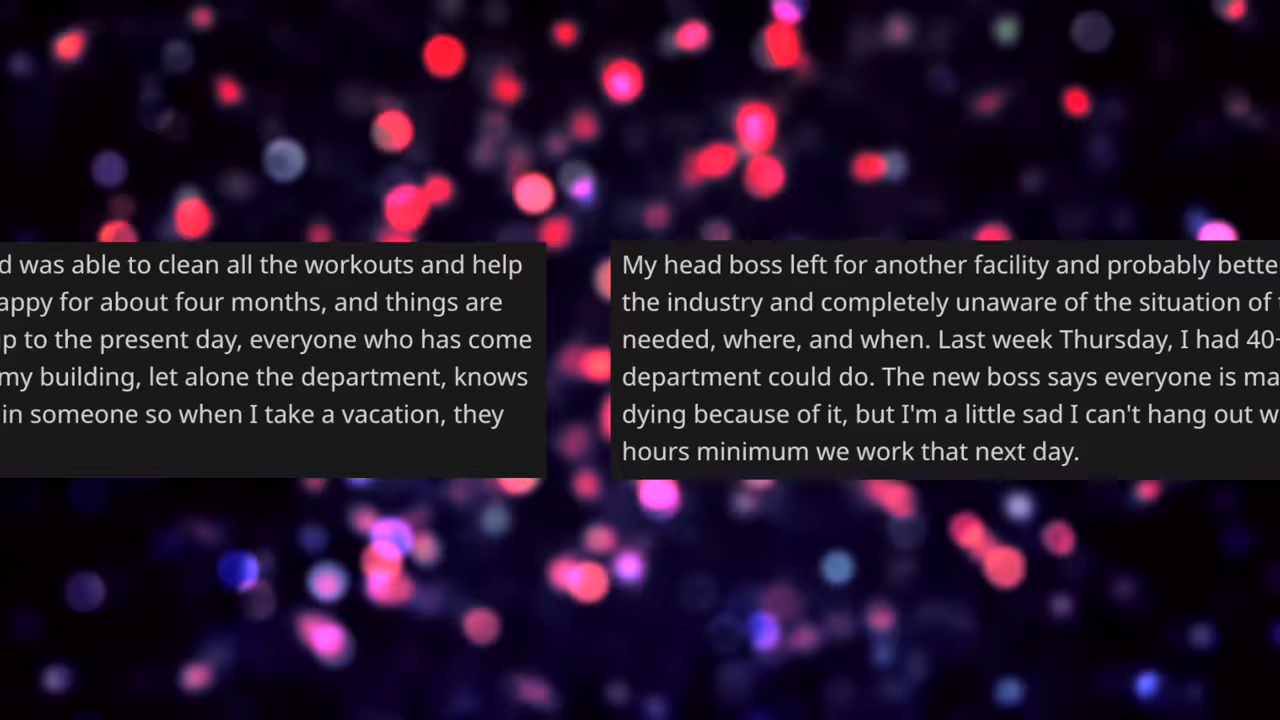 d was able to clean all the workouts and help
appy for about four months, and things are
p to the present day, everyone who has come
my building, let alone the department, knows
in someone so when I take a vacation, they
My head boss left for another facility and probably bette
the industry and completely unaware of the situation of
needed, where, and when. Last week Thursday, I had 40-
department could do. The new boss says everyone is ma
dying because of it, but I'm a little sad I can't hang out w
hours minimum we work that next day.